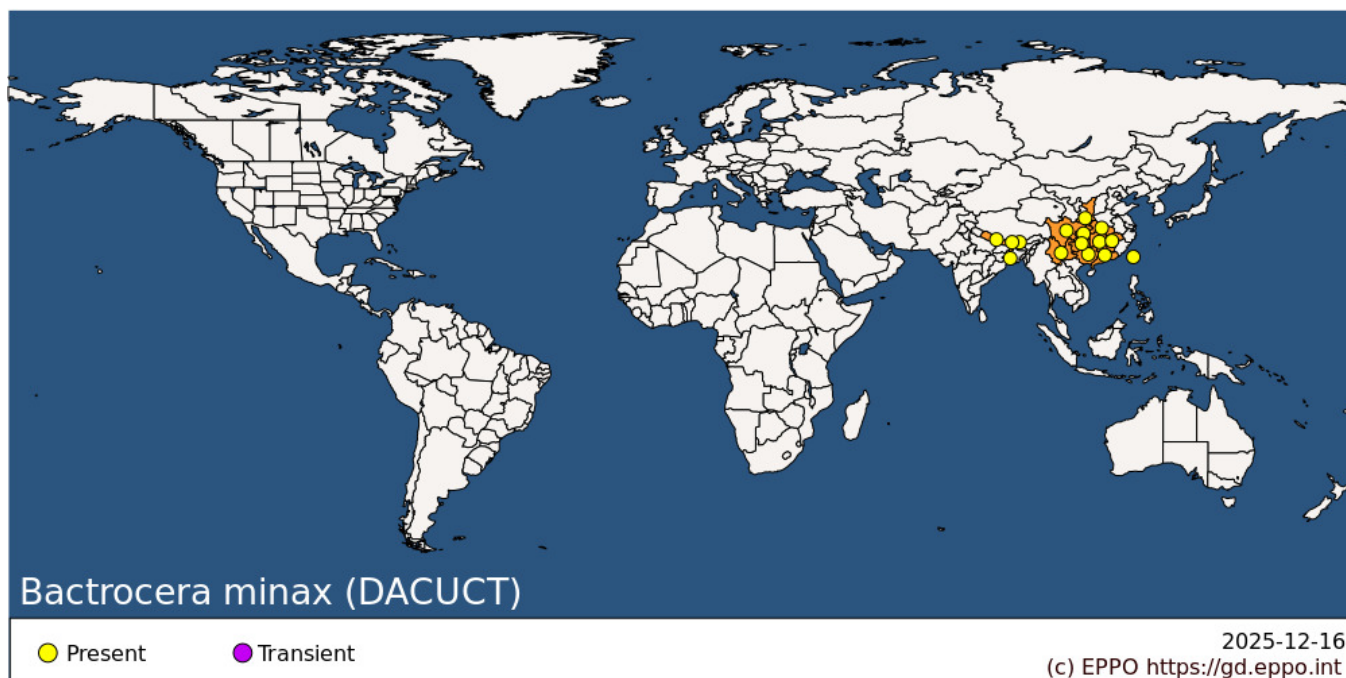 Bactrocera minax (DACUCT)
Present
Transient
2025-12-16
(c) EPPO https://gd.eppo.int